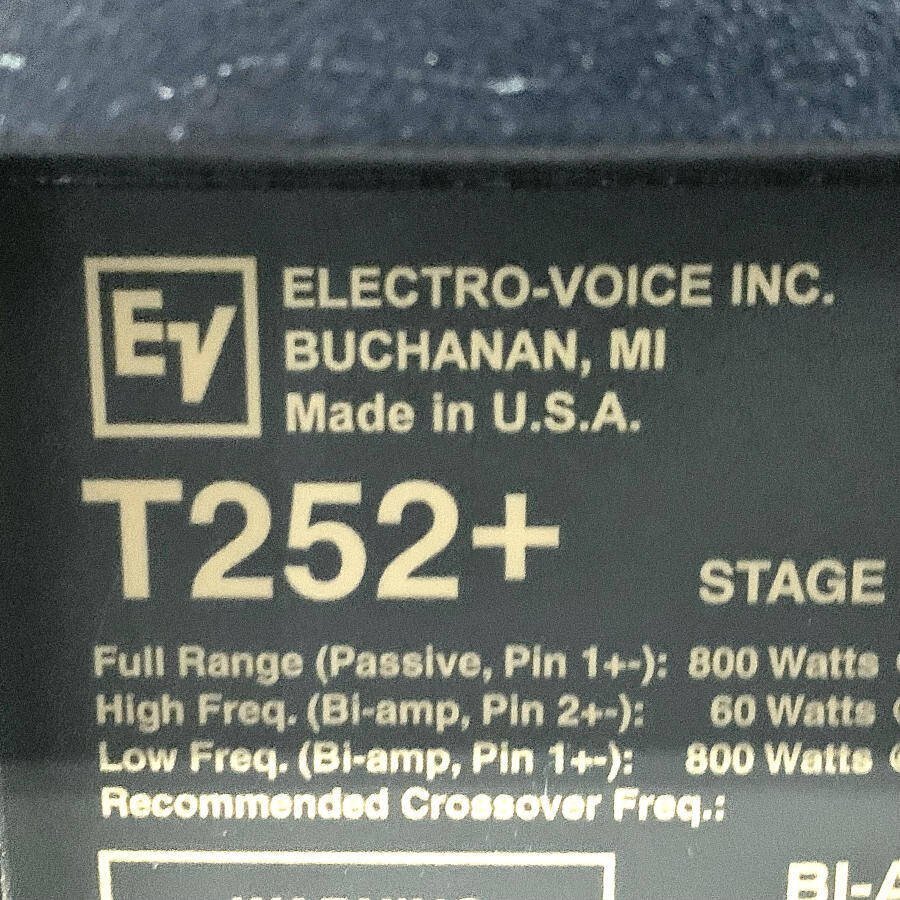 EV
ELECTRO-VOICE INC.
BUCHANAN, MI
Made in U.S.A.
T252+
STAGE
Full Range (Passive, Pin 1+-): 800 Watts
High Freq. (Bi-amp, Pin 2+-): 60 Watts
Low Freq. (Bi-amp, Pin 1+-): 800 Watts
Recommended Crossover Freq.: